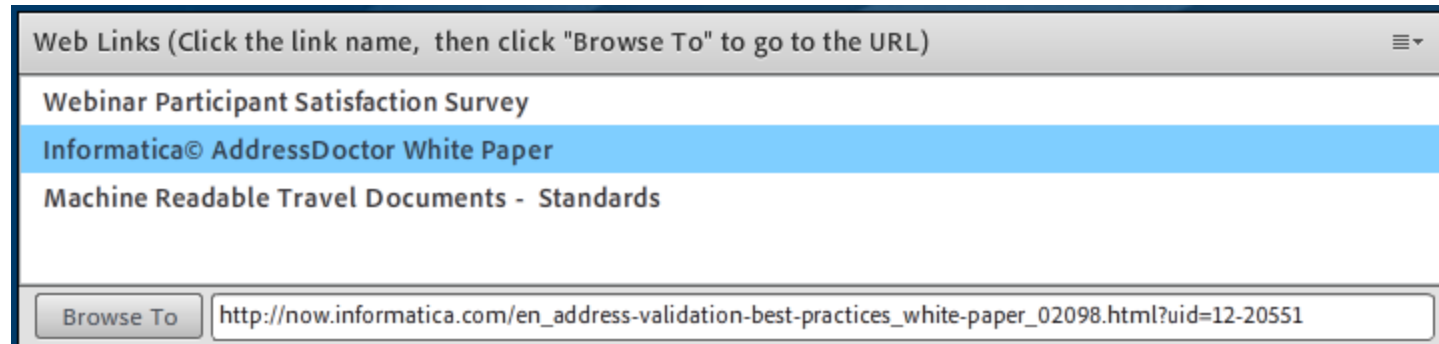 Web Links (Click the link name,  then click "Browse To" to go to the URL)
Webinar Participant Satisfaction Survey
Informatica© AddressDoctor White Paper
Machine Readable Travel Documents -  Standards
Browse To http://now.informatica.com/en_address-validation-best-practices_white-paper_02098.html?uid=12-20551